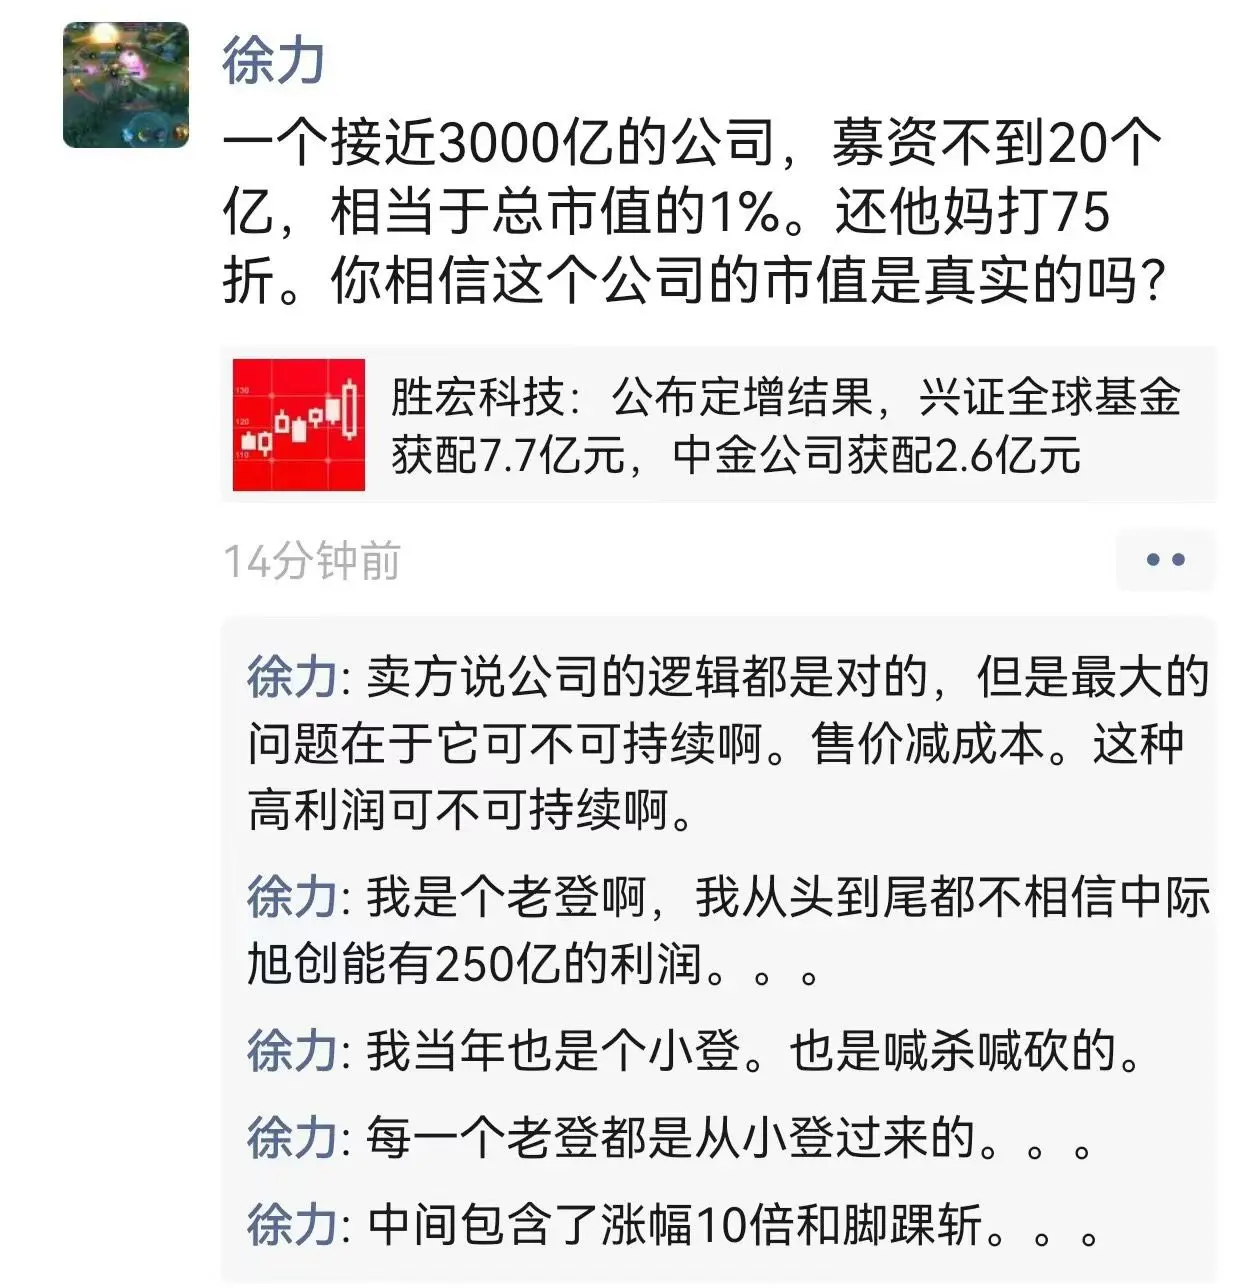 徐力
一个接近3000亿的公司，募资不到20个
亿，相当于总市值的1%。还他妈打75
折。你相信这个公司的市值是真实的吗？
130
120
110
胜宏科技：公布定增结果，兴证全球基金
获配7.7亿元，中金公司获配2.6亿元
14分钟前
徐力: 卖方说公司的逻辑都是对的，但是最大的
问题在于它可不可持续啊。售价减成本。这种
高利润可不可持续啊。
徐力: 我是个老登啊，我从头到尾都不相信中际
旭创能有250亿的利润。。。
徐力: 我当年也是个小登。也是喊杀喊砍的。
徐力: 每一个老登都是从小登过来的。。。
徐力: 中间包含了涨幅10倍和脚踝斩。。。